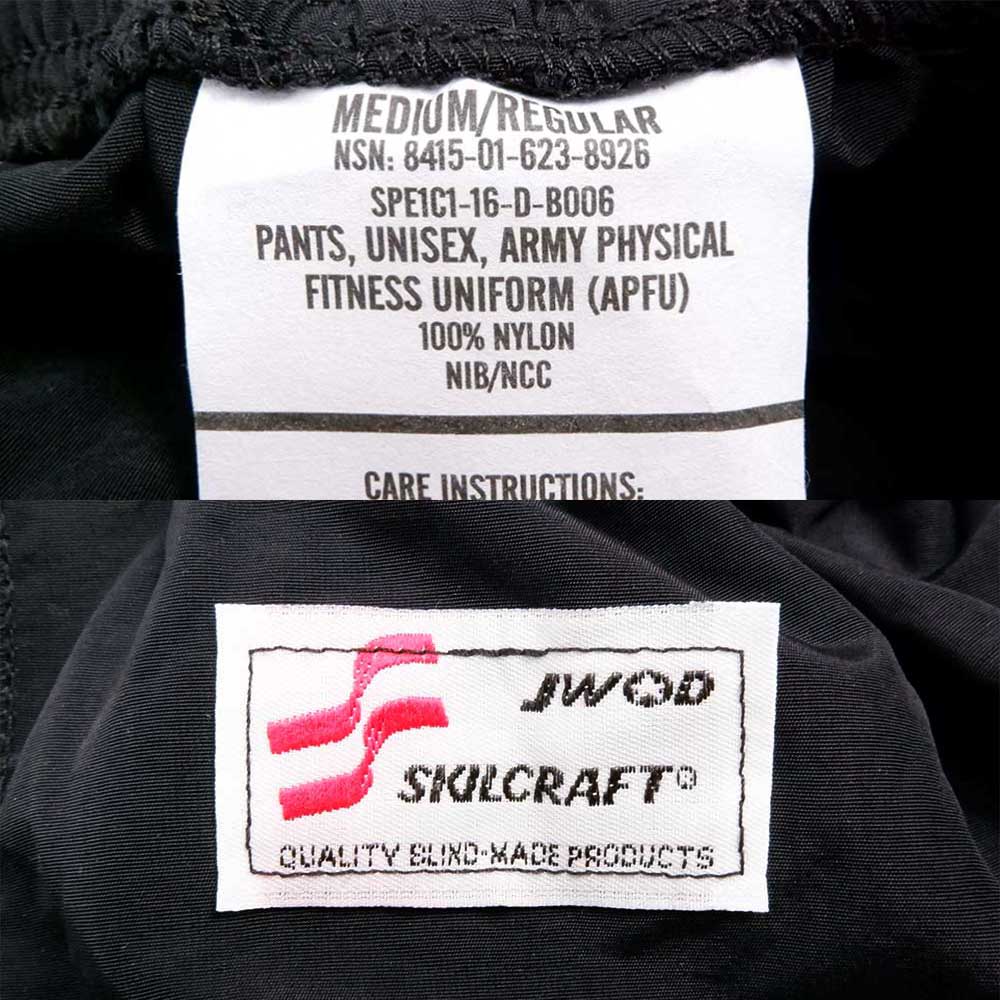 MEDIUM/REGULAR
NSN: 8415-01-623-8926
SPE1C1-16-D-B006
PANTS, UNISEX, ARMY PHYSICAL
FITNESS UNIFORM (APFU)
100% NYLON
NIB/NCC
CARE INSTRUCTIONS:
JWOD
SKILCRAFT®
QUALITY BLIND-MADE PRODUCTS